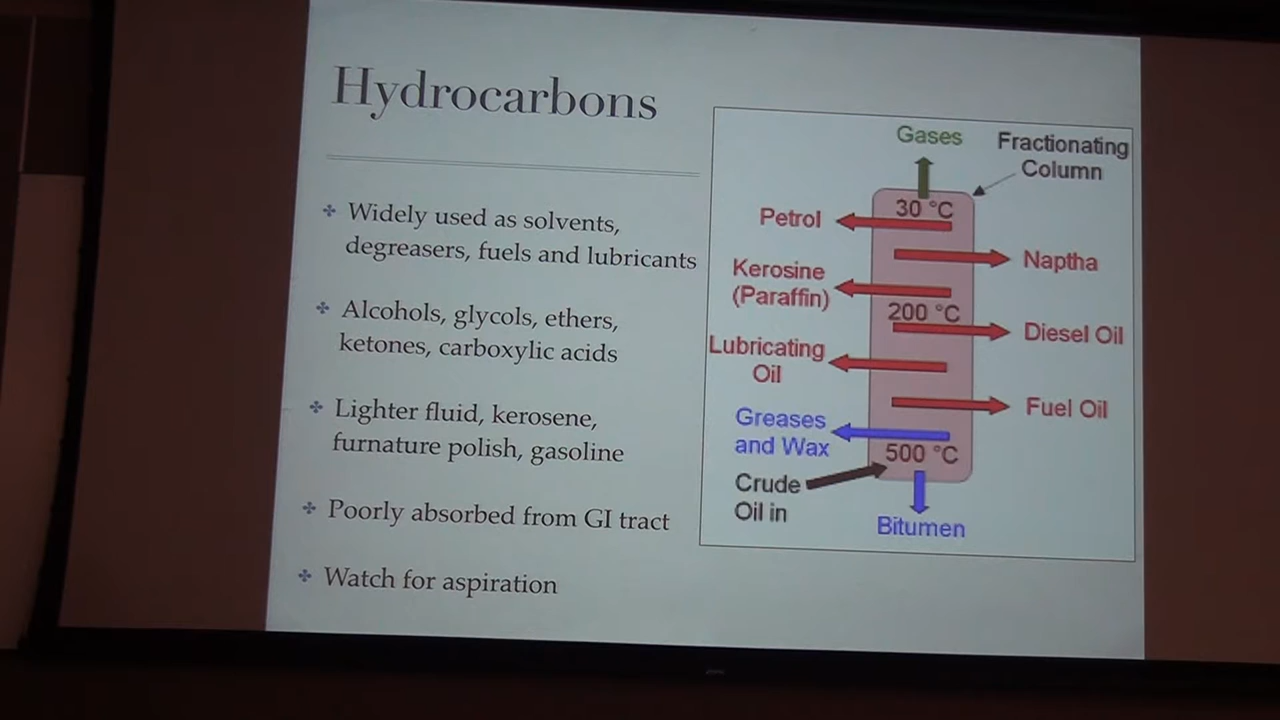 Hydrocarbons
Widely used as solvents,
degreasers, fuels and lubricants
Alcohols, glycols, ethers,
ketones, carboxylic acids
Lighter fluid, kerosene,
furnature polish, gasoline
Poorly absorbed from GI tract
Watch for aspiration
Gases
Fractionating
Column
30 °C
Petrol
Naptha
Kerosine
(Paraffin)
200 °C
Diesel Oil
Lubricating
Oil
Fuel Oil
Greases
and Wax
500 °C
Crude
Oil in
Bitumen